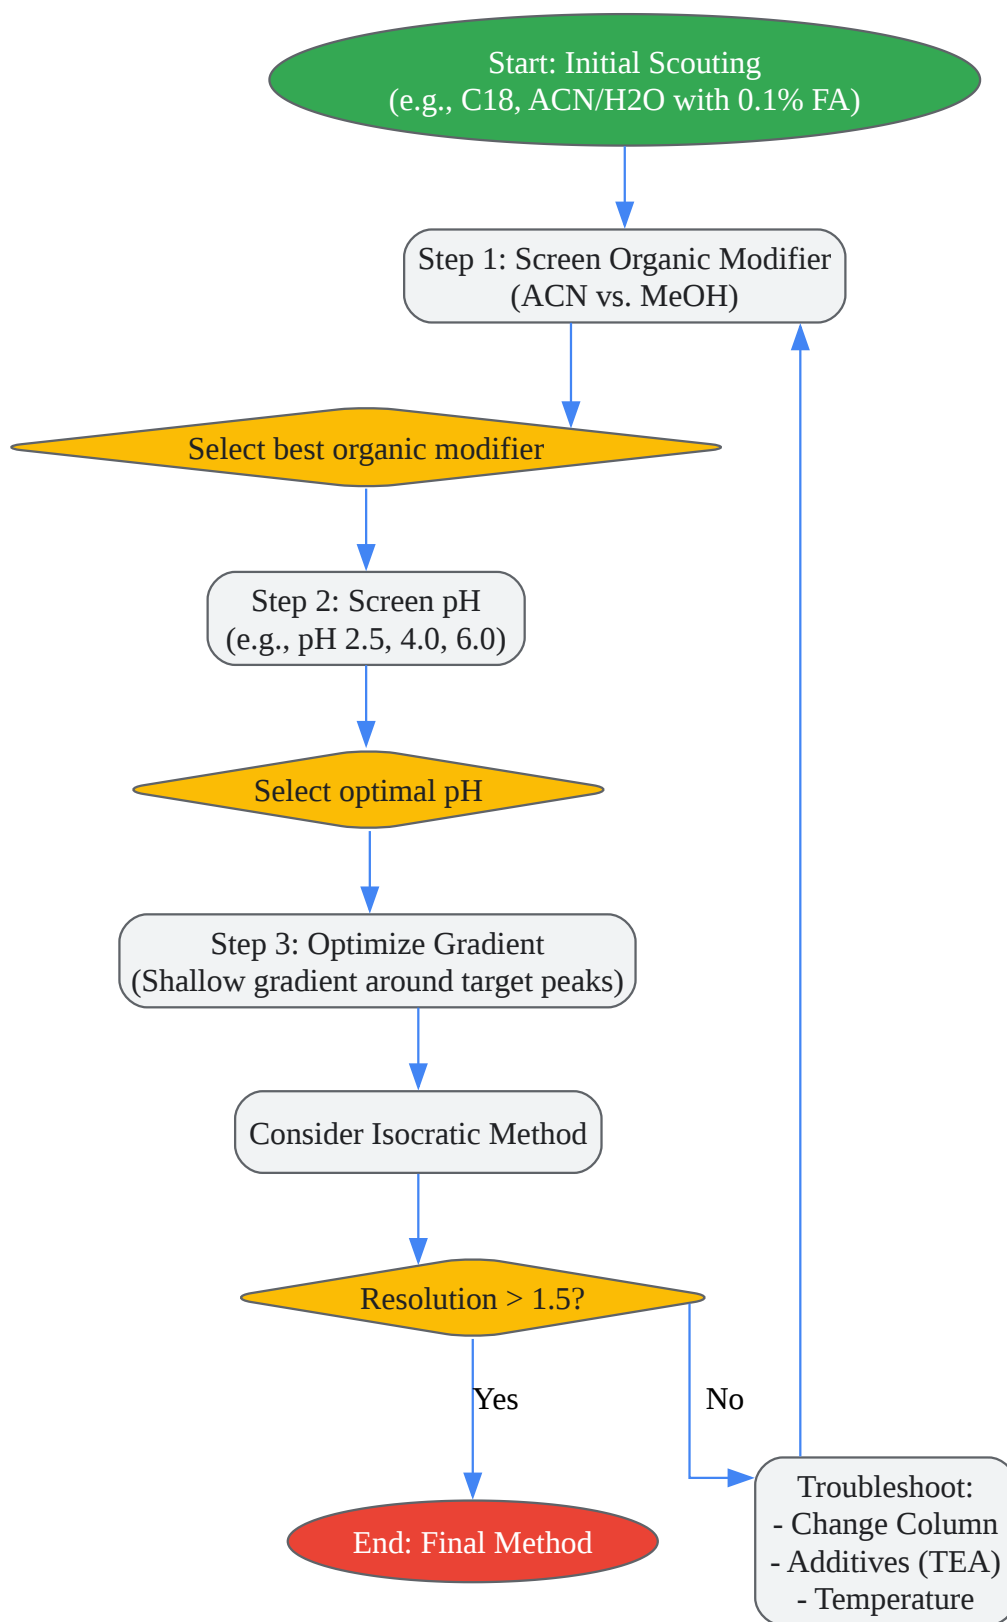 Start: Initial Scouting
(e.g., C18, ACN/H2O with 0.1% FA)
Step 1: Screen Organic Modifier
(ACN vs. MeOH)
Select best organic modifier
Step 2: Screen pH
(e.g., pH 2.5, 4.0, 6.0)
Select optimal pH
Step 3: Optimize Gradient
(Shallow gradient around target peaks)
Consider Isocratic Method
Resolution > 1.5?
Yes
No
Troubleshoot:
- Change Column
- Additives (TEA)
- Temperature
End: Final Method